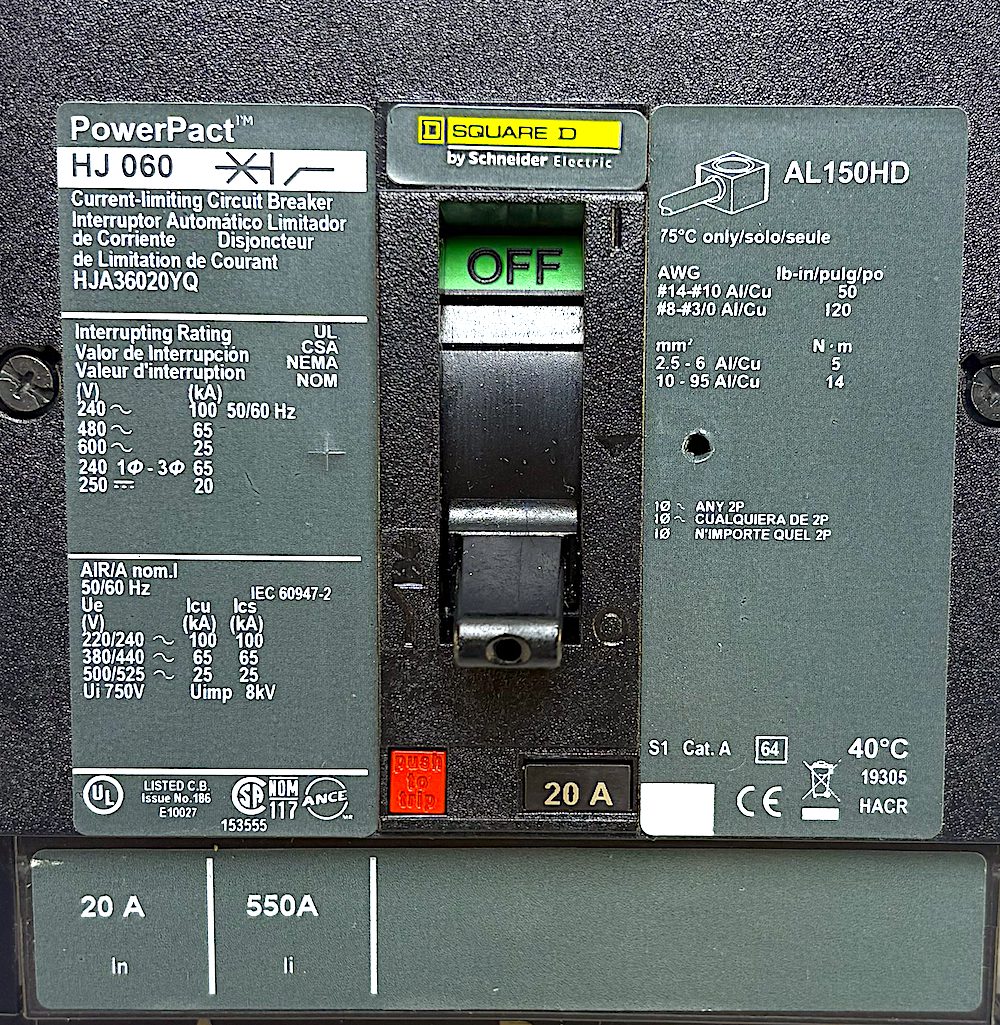 PowerPact™
HJ 060
Current-limiting Circuit Breaker
Interruptor Automático Limitador
de Corriente Disjoncteur
de Limitation de Courant
HJA36020YQ
Interrupting Rating UL
Valor de Interrupción CSA
Valeur d'interruption NEMA
NOM
(V) (kA)
240 ~ 100 50/60 Hz
480 ~ 65
600 ~ 25
240 1Φ - 3Φ 65
250 ⎓ 20
AIR/A nom.I
50/60 Hz IEC 60947-2
Ue Icu Ics
(V) (kA) (kA)
220/240 ~ 100 100
380/440 ~ 65 65
500/525 ~ 25 25
Ui 750V Uimp 8kV
UL
LISTED C.B.
Issue No.186
E10027
SA
NOM
117
ANCE
MR
153555
D SQUARE D
by Schneider Electric
I
OFF
O
push
to
trip
20 A
AL150HD
75°C only/sólo/seule
AWG lb-in/pulg/po
#14-#10 Al/Cu 50
#8-#3/0 Al/Cu 120
mm² N·m
2.5 - 6 Al/Cu 5
10 - 95 Al/Cu 14
1Ø ~ ANY 2P
1Ø ~ CUALQUIERA DE 2P
1Ø N'IMPORTE QUEL 2P
S1 Cat. A 64 40°C
19305
CE HACR
20 A 550A
In Ii